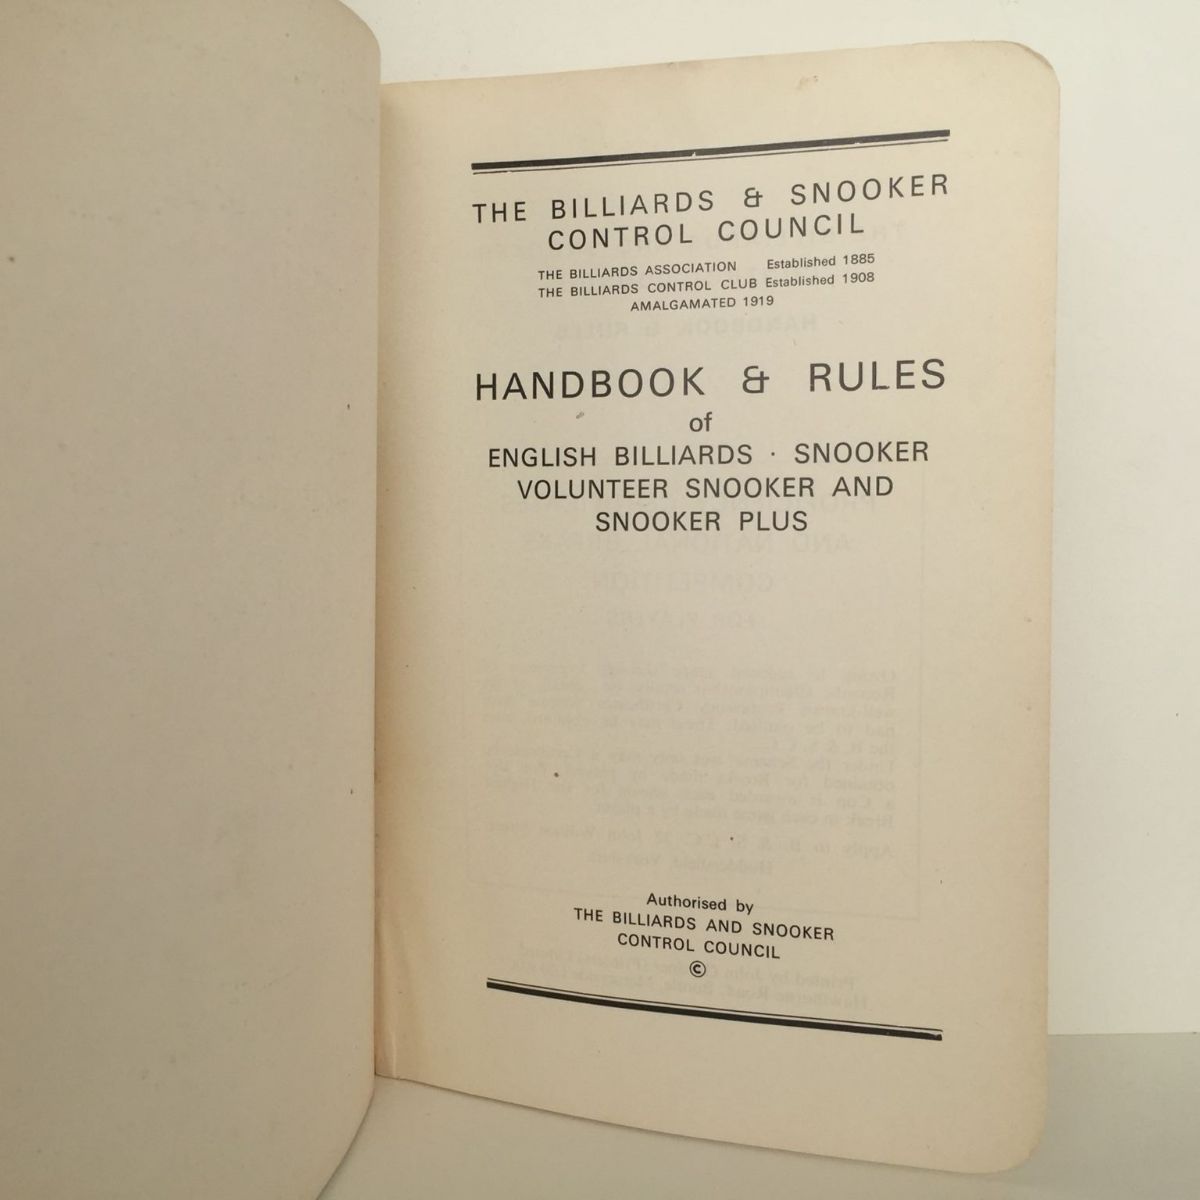 THE BILLIARDS & SNOOKER
CONTROL COUNCIL
THE BILLIARDS ASSOCIATION Established 1885
THE BILLIARDS CONTROL CLUB Established 1908
AMALGAMATED 1919
HANDBOOK & RULES
of
ENGLISH BILLIARDS · SNOOKER
VOLUNTEER SNOOKER AND
SNOOKER PLUS
Authorised by
THE BILLIARDS AND SNOOKER
CONTROL COUNCIL
©